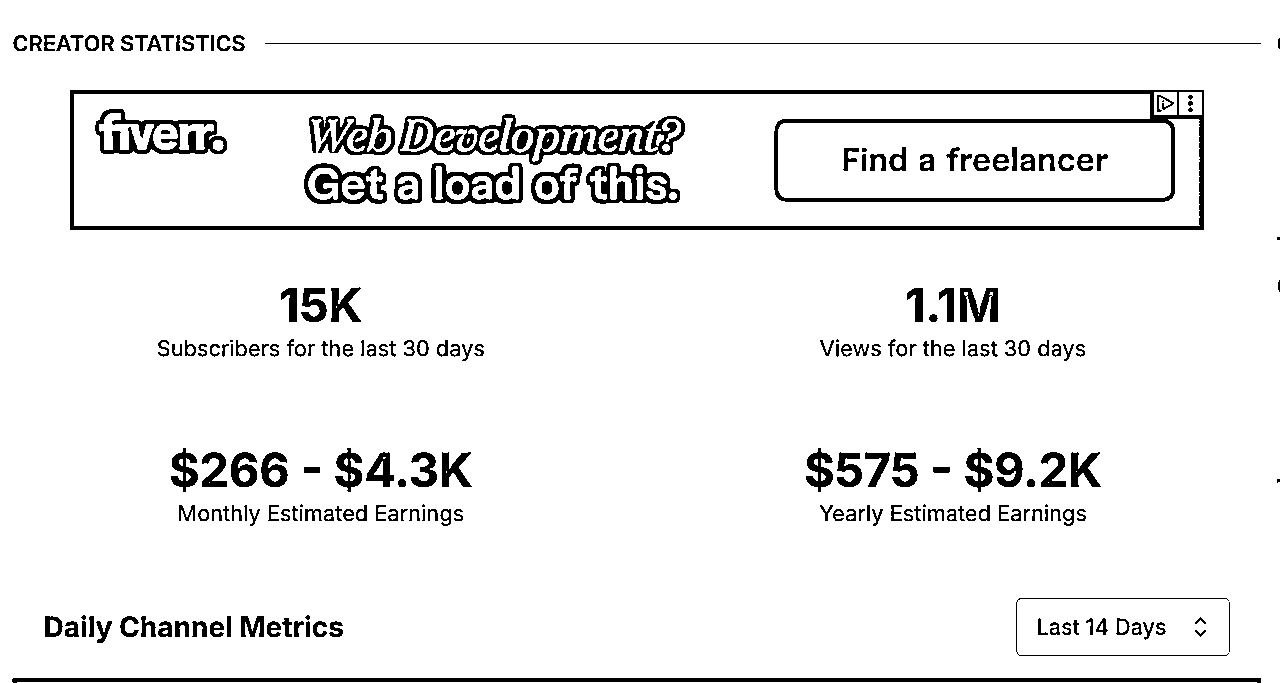 CREATOR STATISTICS
fiverr.
Web Development?
Get a load of this.
Find a freelancer
15K
Subscribers for the last 30 days
1.1M
Views for the last 30 days
$266 - $4.3K
Monthly Estimated Earnings
$575 - $9.2K
Yearly Estimated Earnings
Daily Channel Metrics
Last 14 Days